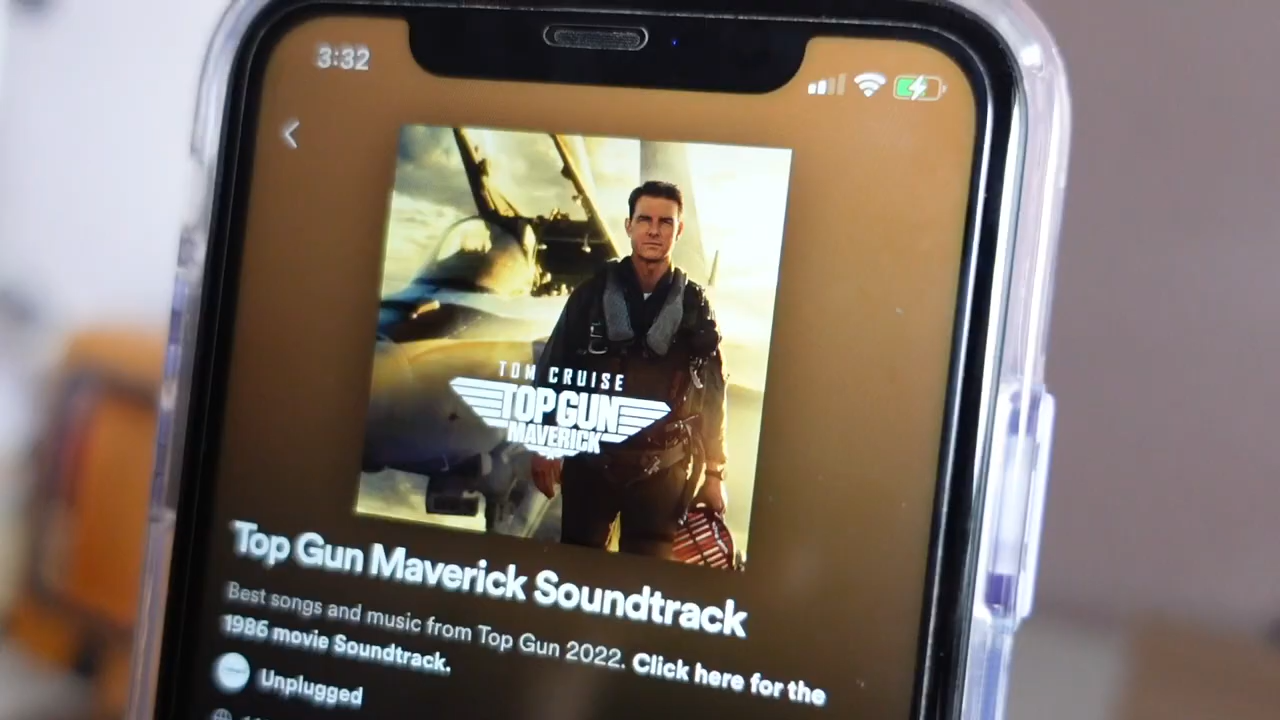 3:32
TOM CRUISE
TOP GUN
MAVERICK
Top Gun Maverick Soundtrack
Best songs and music from Top Gun 2022. Click here for the
1986 movie Soundtrack.
Unplugged